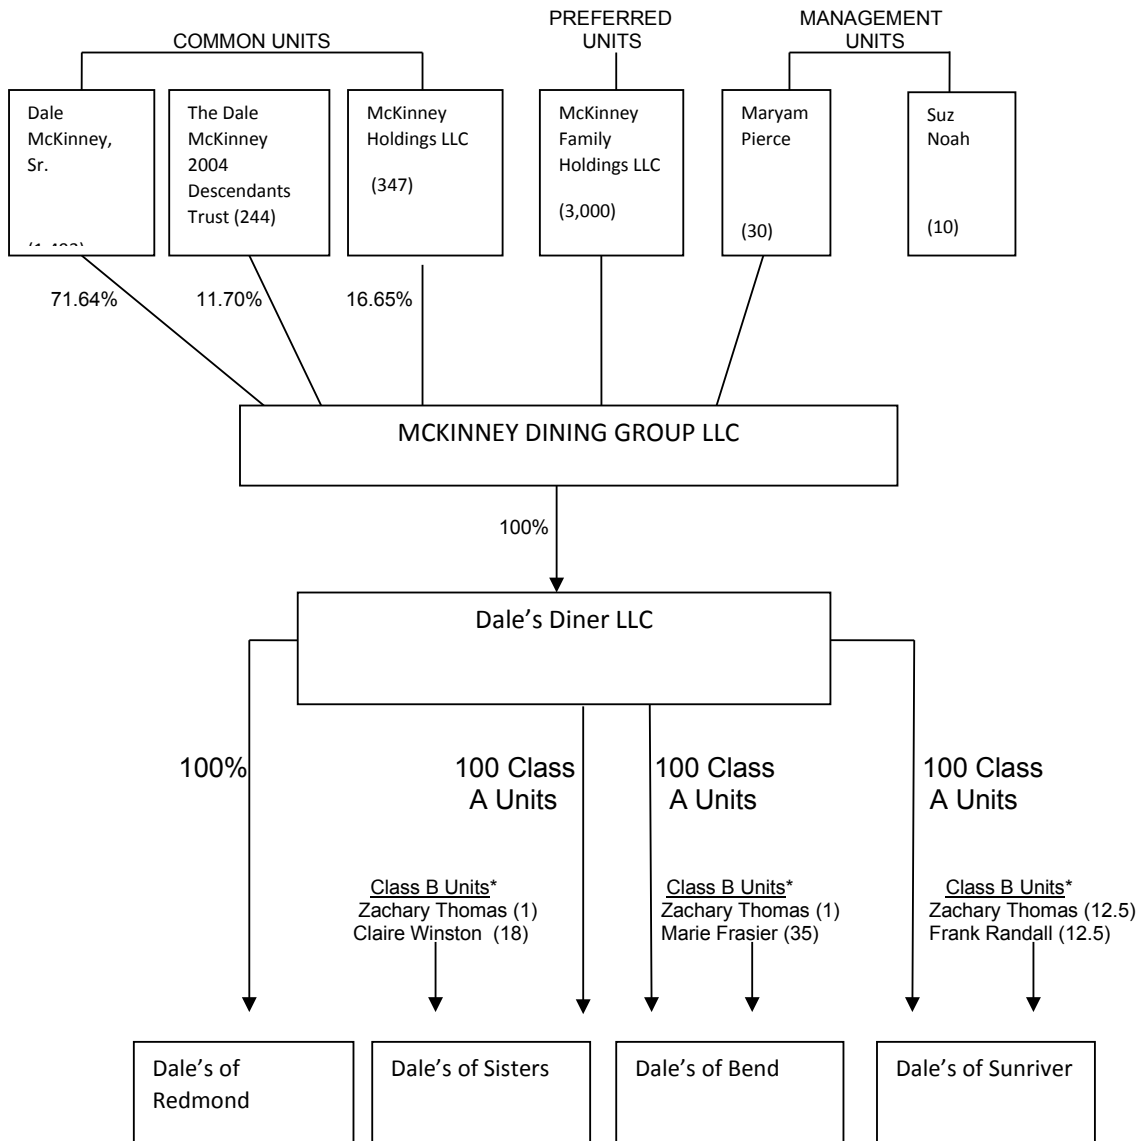 COMMON UNITS
PREFERRED
UNITS
MANAGEMENT
UNITS
Dale
McKinney,
Sr.
The Dale
McKinney
2004
Descendants
Trust (244)
McKinney
Holdings LLC
(347)
McKinney
Family
Holdings LLC
(3,000)
Maryam
Pierce
(30)
Suz
Noah
(10)
71.64%
11.70%
16.65%
MCKINNEY DINING GROUP LLC
100%
Dale’s Diner LLC
100%
100 Class
A Units
100 Class
A Units
100 Class
A Units
Class B Units*
Zachary Thomas (1)
Claire Winston (18)
Class B Units*
Zachary Thomas (1)
Marie Frasier (35)
Class B Units*
Zachary Thomas (12.5)
Frank Randall (12.5)
Dale’s of
Redmond
Dale’s of Sisters
Dale’s of Bend
Dale’s of Sunriver